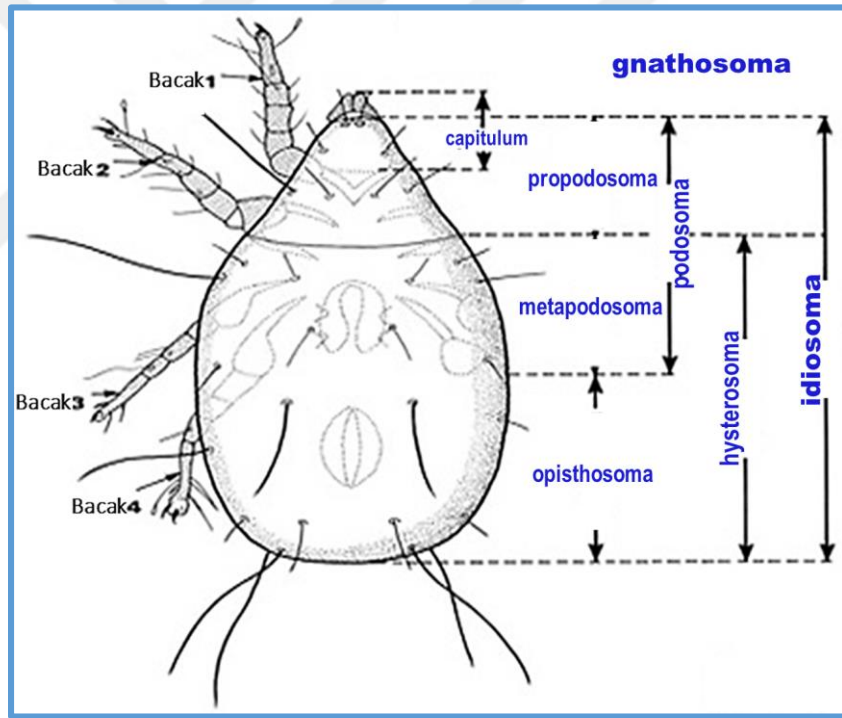 gnathosoma
Bacak1
capitulum
Bacak2
propodosoma
podosoma
metapodosoma
hysterosoma
idiosoma
Bacak3
opisthosoma
Bacak4